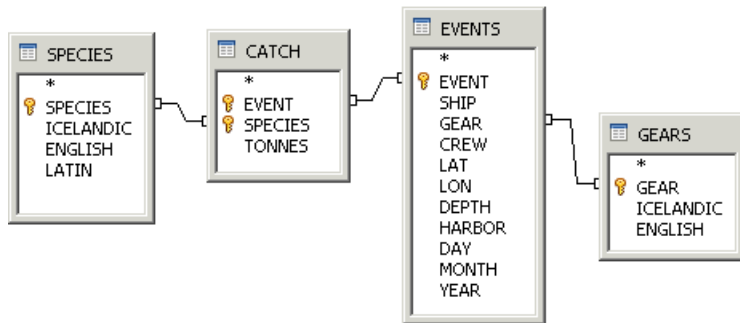 SPECIES
*
SPECIES
ICELANDIC
ENGLISH
LATIN
CATCH
*
EVENT
SPECIES
TONNES
EVENTS
*
EVENT
SHIP
GEAR
CREW
LAT
LON
DEPTH
HARBOR
DAY
MONTH
YEAR
GEARS
*
GEAR
ICELANDIC
ENGLISH